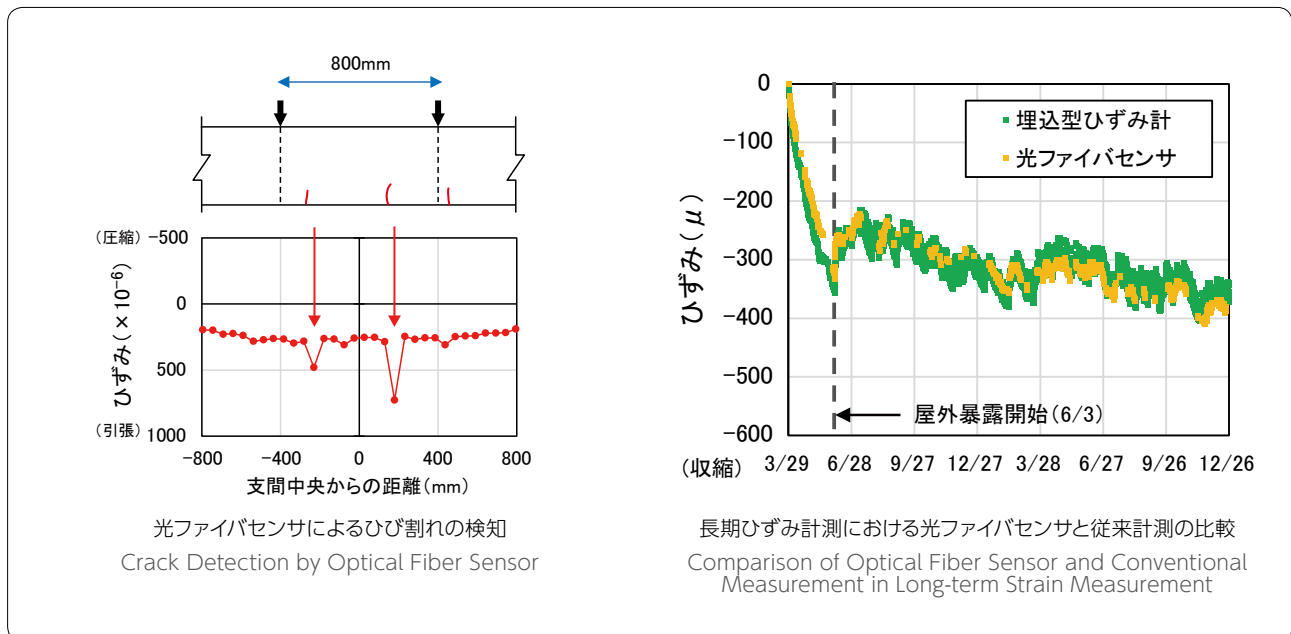 800mm
(圧縮)
-500
0
500
(引張)
1000
ひずみ(×10⁻⁶)
-800
-400
0
400
800
支間中央からの距離(mm)
光ファイバセンサによるひび割れの検知
Crack Detection by Optical Fiber Sensor
0
-100
-200
-300
-400
-500
-600
ひずみ(μ)
埋込型ひずみ計
光ファイバセンサ
屋外暴露開始(6/3)
(収縮)
3/29
6/28
9/27
12/27
3/28
6/27
9/26
12/26
長期ひずみ計測における光ファイバセンサと従来計測の比較
Comparison of Optical Fiber Sensor and Conventional
Measurement in Long-term Strain Measurement